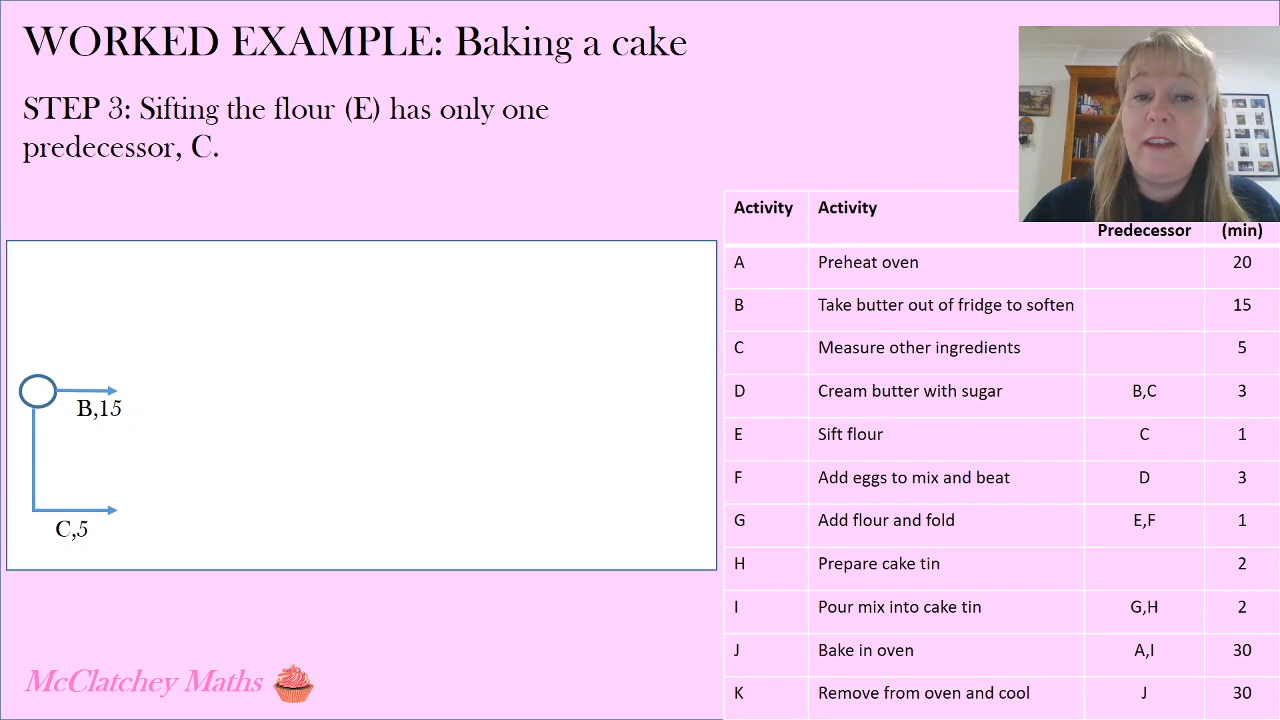 WORKED EXAMPLE: Baking a cake
STEP 3: Sifting the flour (E) has only one
predecessor, C.
B,15
C,5
Activity Activity Predecessor (min)
A Preheat oven 20
B Take butter out of fridge to soften 15
C Measure other ingredients 5
D Cream butter with sugar B,C 3
E Sift flour C 1
F Add eggs to mix and beat D 3
G Add flour and fold E,F 1
H Prepare cake tin 2
I Pour mix into cake tin G,H 2
J Bake in oven A,I 30
K Remove from oven and cool J 30
McClatchey Maths